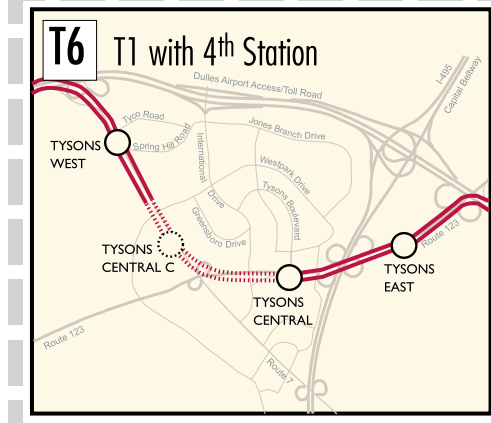 T6 T1 with 4th Station
Dulles Airport Access/Toll Road
I-495
Capital Beltway
Tyco Road
Jones Branch Drive
Spring Hill Road
International
Drive
TYSONS
WEST
Westpark Drive
Tysons Boulevard
Greensboro Drive
TYSONS
CENTRAL C
Route 123
TYSONS
EAST
TYSONS
CENTRAL
Route 123
Route 7